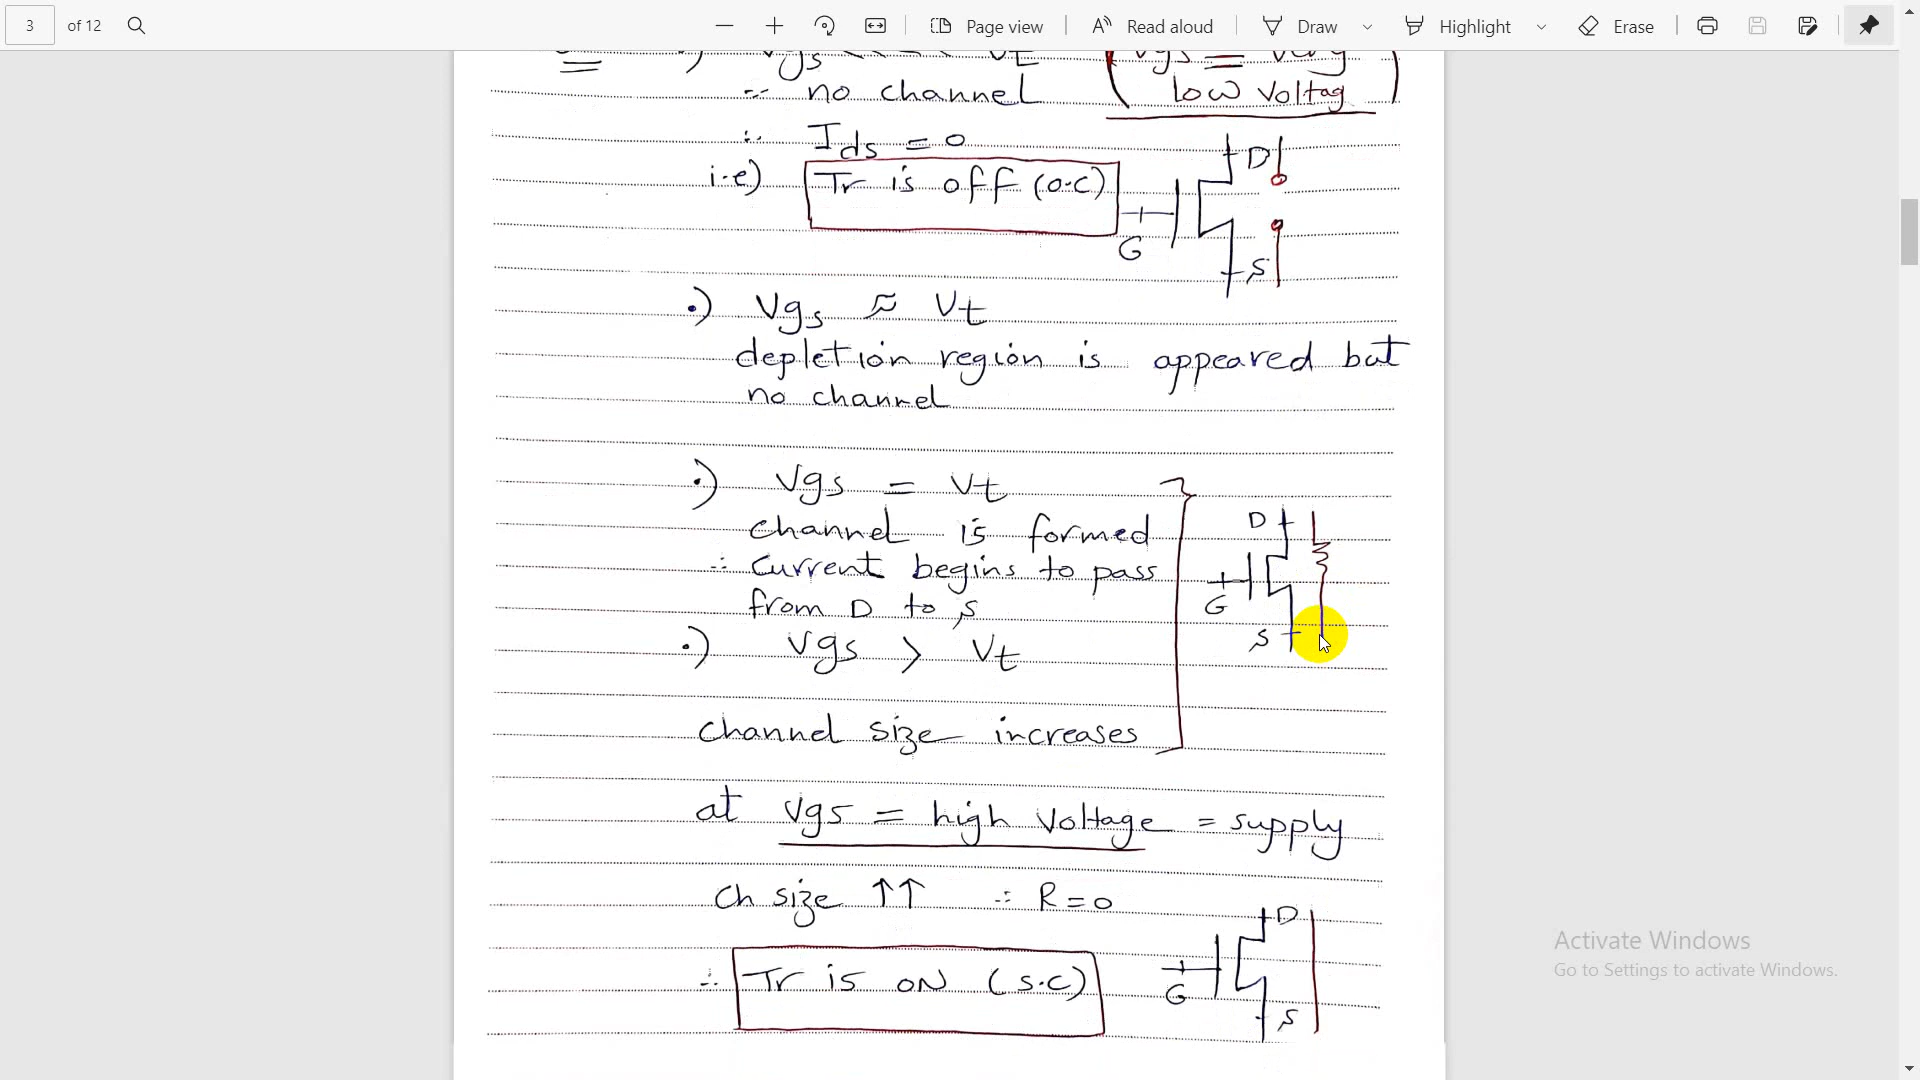 3 of 12 Page view Read aloud Draw Highlight Erase
no channel
low voltag
∴ Ids = 0
i.e) Tr is off (o.c)
D
G
S
•) Vgs ≈ Vt
depletion region is appeared but
no channel
•) Vgs = Vt
channel is formed
∴ current begins to pass
from D to S
D
G
S
•) Vgs > Vt
channel size increases
at Vgs = high voltage = supply
Ch size ↑↑ ∴ R = 0
∴ Tr is ON (s.c)
D
G
S
Activate Windows
Go to Settings to activate Windows.